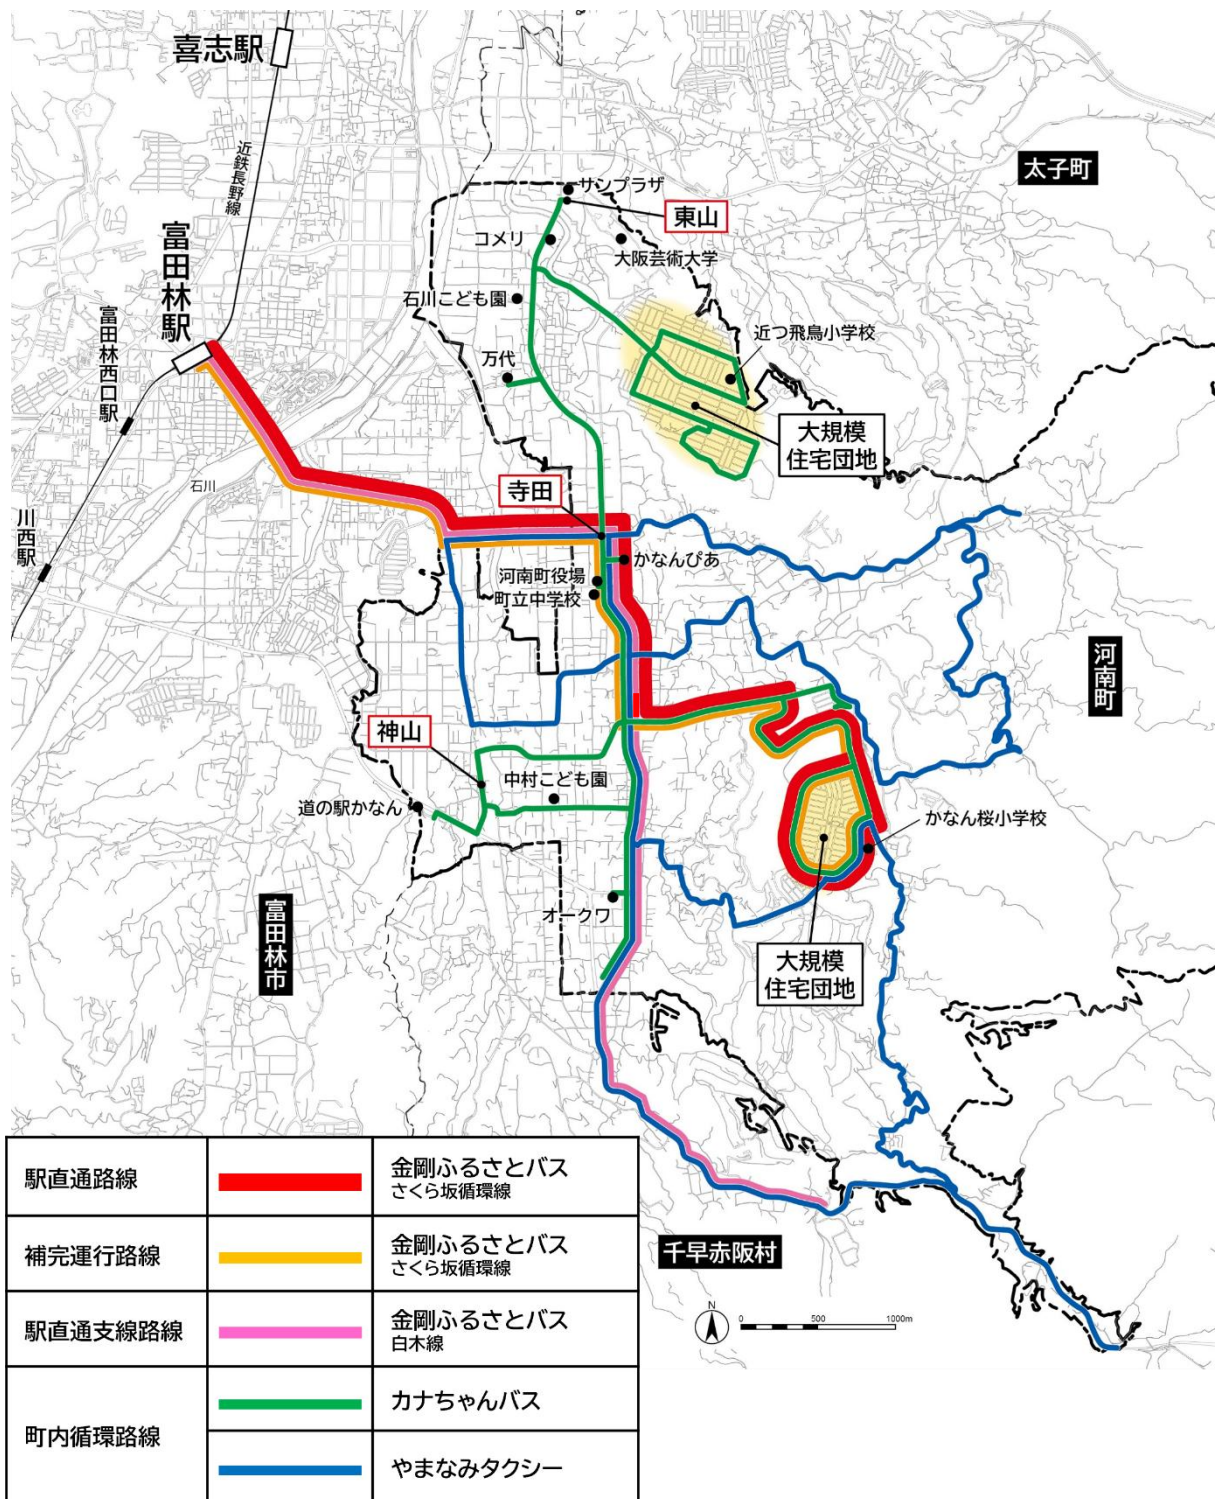 喜志駅
近鉄長野線
太子町
サンプラザ
東山
コメリ
大阪芸術大学
富田林駅
石川こども園
富田林西口駅
近つ飛鳥小学校
万代
大規模
住宅団地
石川
寺田
川西駅
かなんぴあ
河南町役場
町立中学校
河南町
神山
中村こども園
道の駅かなん
かなん桜小学校
オークワ
富田林市
大規模
住宅団地
駅直通路線
金剛ふるさとバス
さくら坂循環線
補完運行路線
金剛ふるさとバス
さくら坂循環線
千早赤阪村
駅直通支線路線
金剛ふるさとバス
白木線
N
0 500 1000m
町内循環路線
カナちゃんバス
やまなみタクシー